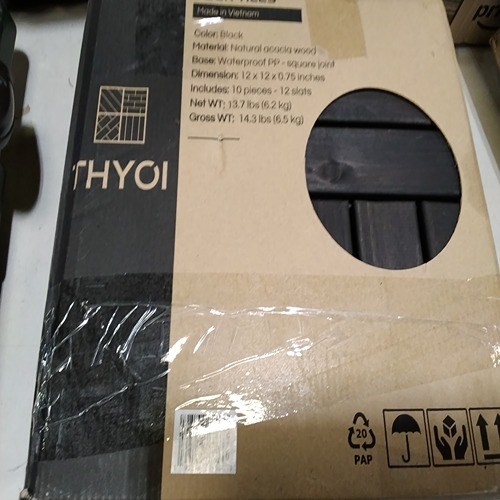 Made in Vietnam
Color: Black
Material: Natural acacia wood
Base: Waterproof PP - square joint
Dimension: 12 x 12 x 0.75 inches
Includes: 10 pieces - 12 slats
Net WT: 13.7 lbs (6.2 kg)
Gross WT: 14.3 lbs (6.5 kg)
THYOI
20
PAP